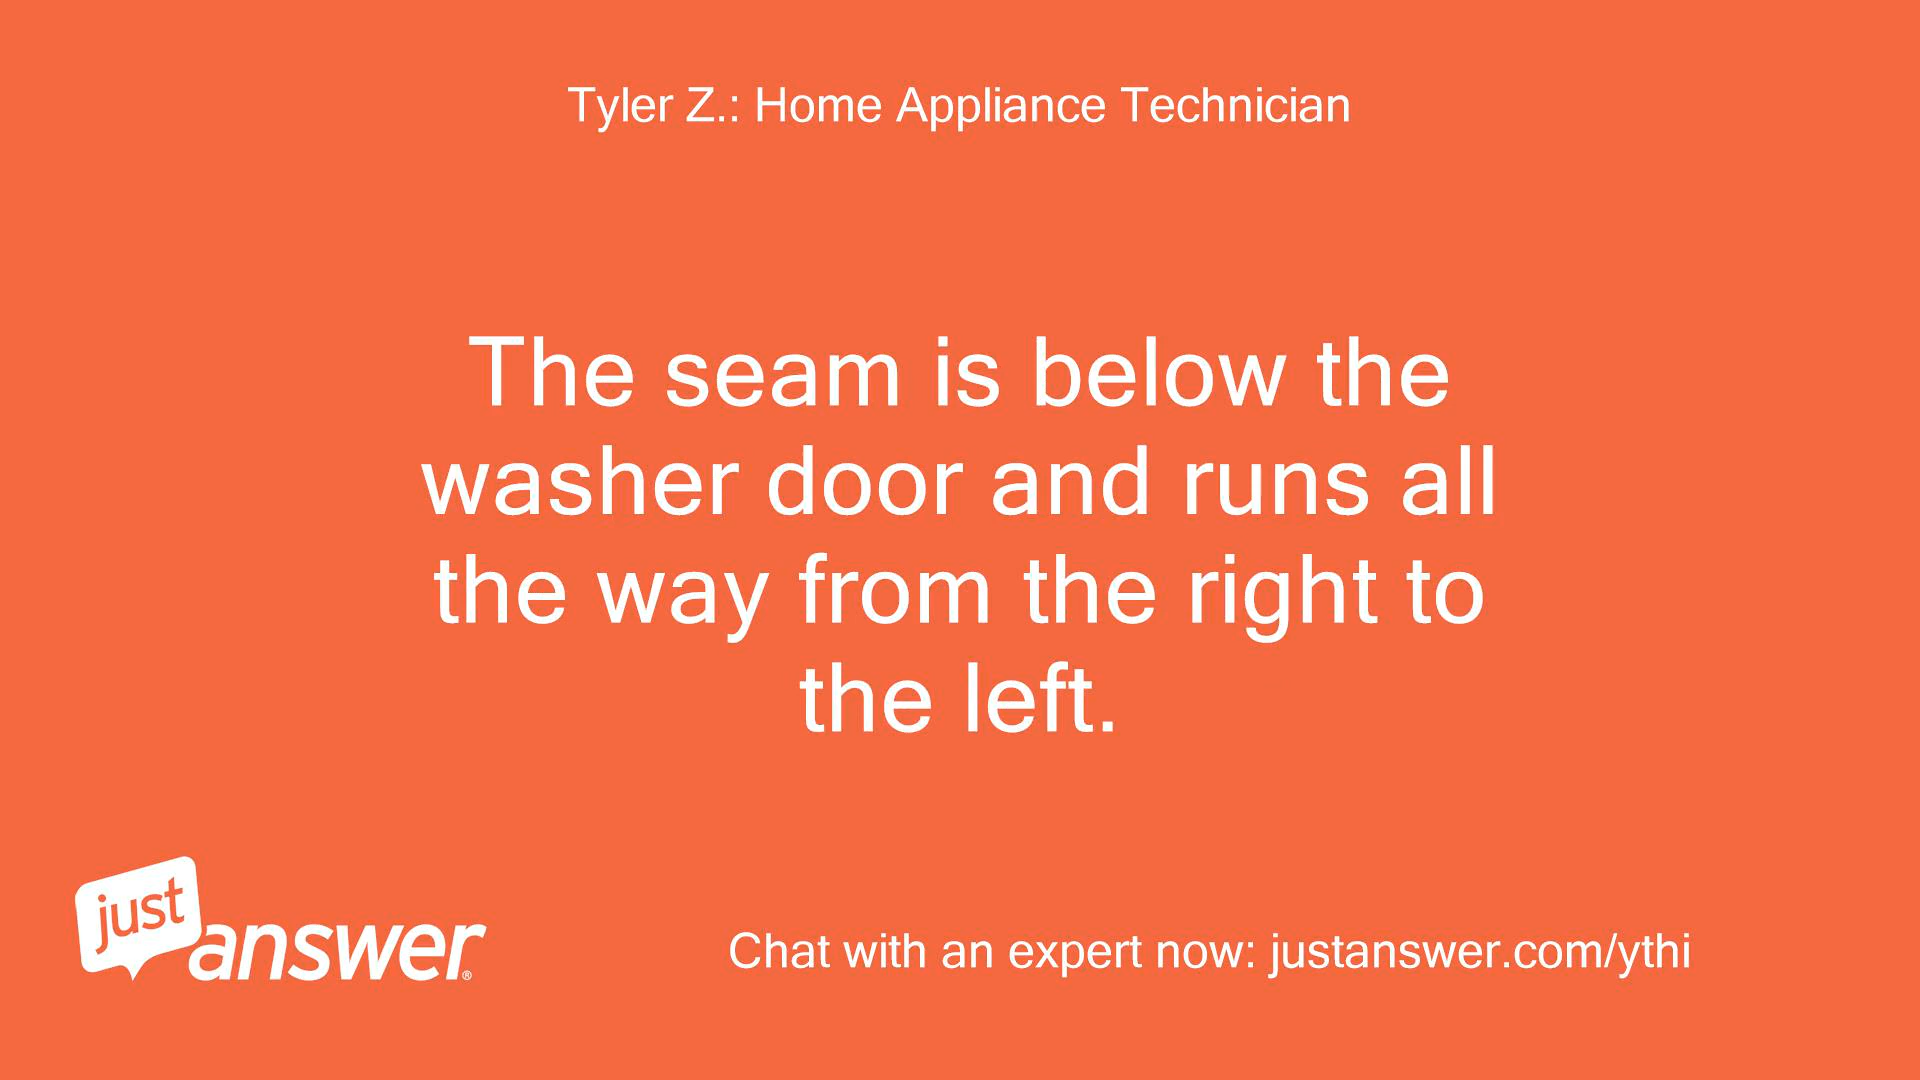 Tyler Z.: Home Appliance Technician
The seam is below the
washer door and runs all
the way from the right to
the left.
just
answer®
Chat with an expert now: justanswer.com/ythi